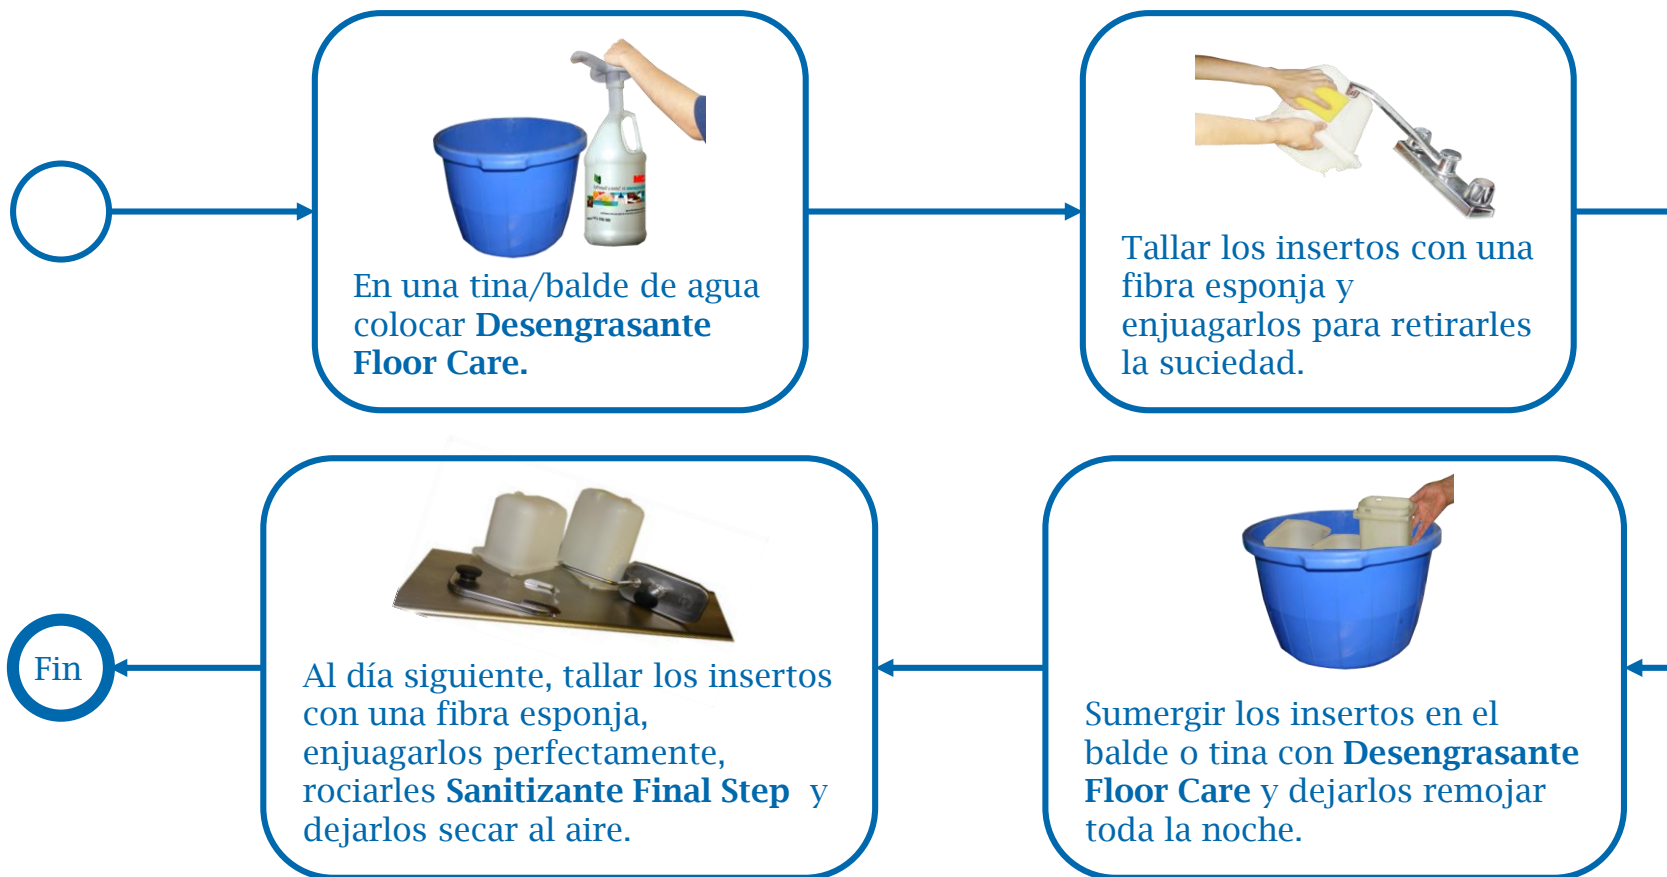 En una tina/balde de agua
colocar Desengrasante
Floor Care.
Tallar los insertos con una
fibra esponja y
enjuagarlos para retirarles
la suciedad.
Sumergir los insertos en el
balde o tina con Desengrasante
Floor Care y dejarlos remojar
toda la noche.
Al día siguiente, tallar los insertos
con una fibra esponja,
enjuagarlos perfectamente,
rociarles Sanitizante Final Step y
dejarlos secar al aire.
Fin